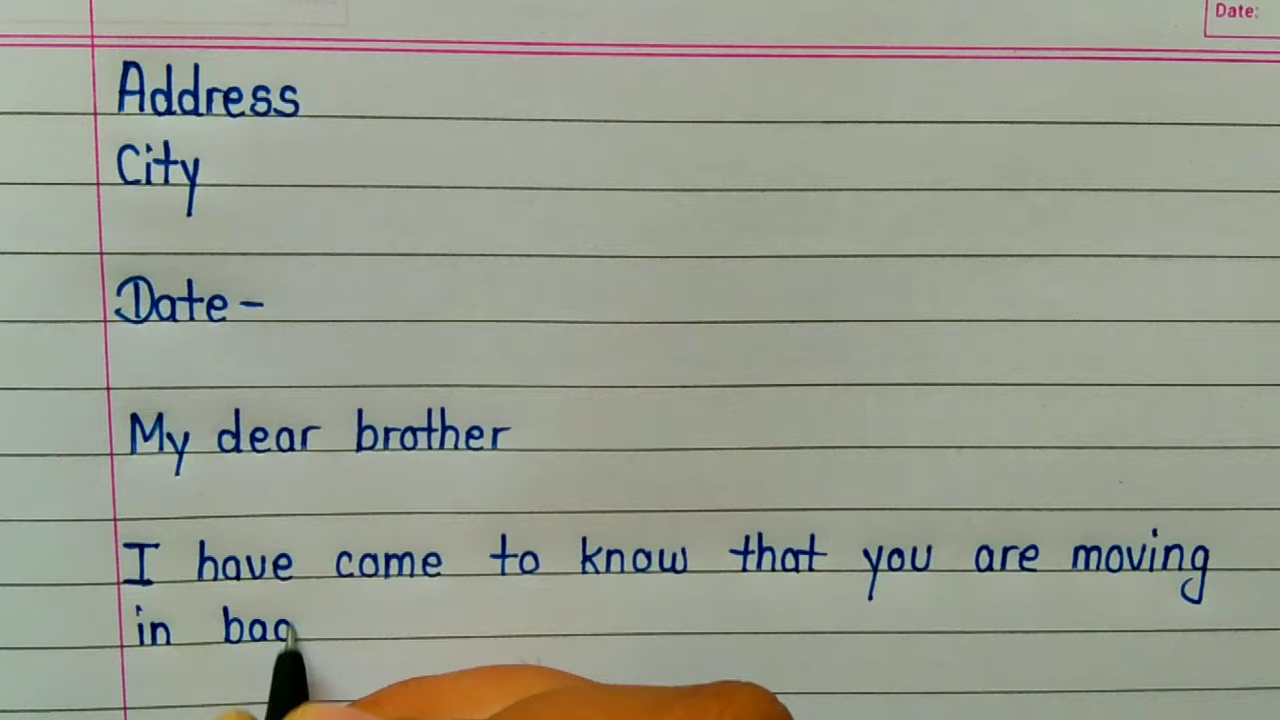 Date:
Address
City
Date-
My dear brother
I have come to know that you are moving
in